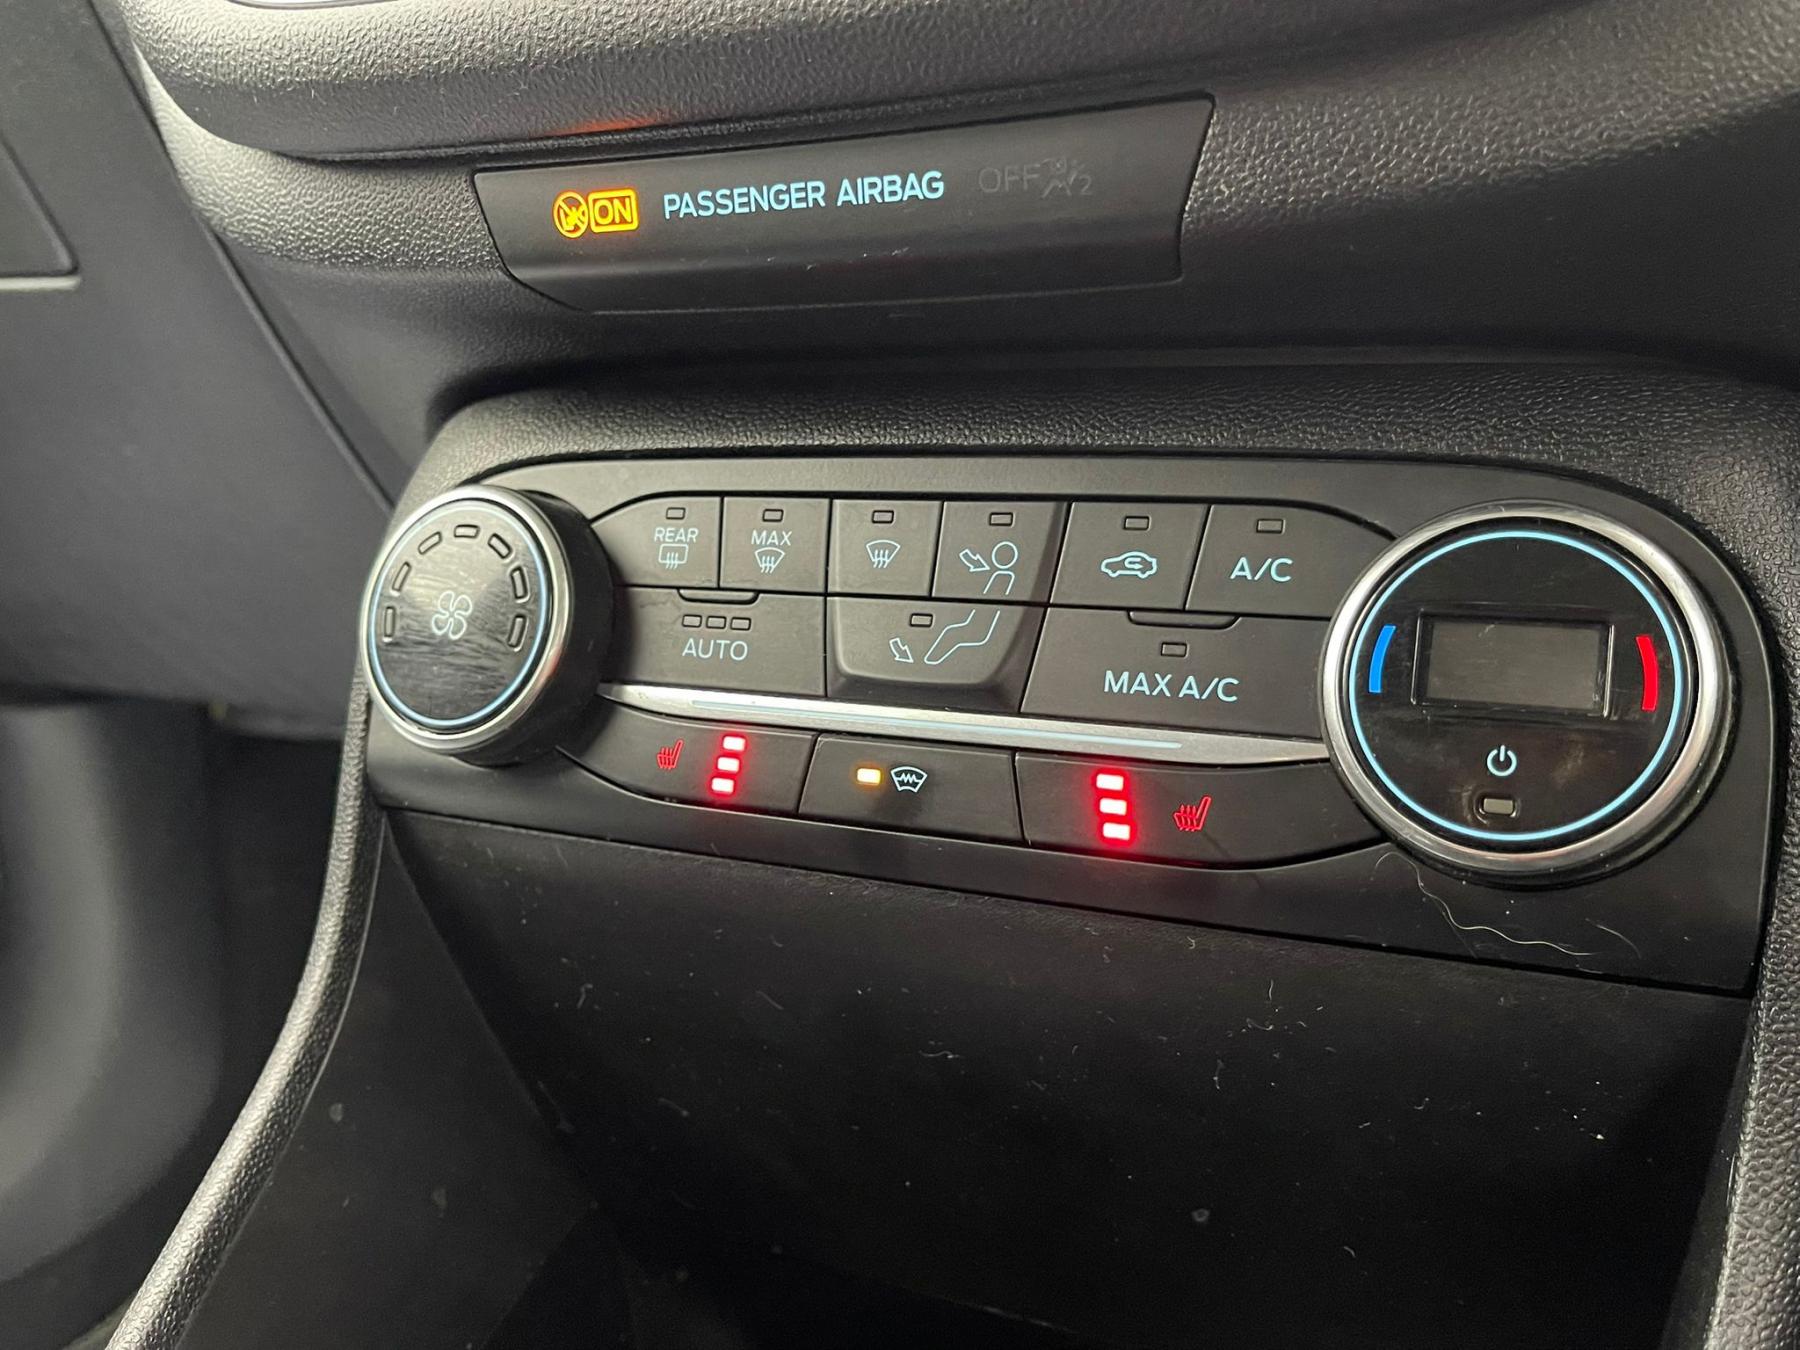 ON PASSENGER AIRBAG OFF
REAR
MAX
A/C
AUTO
MAX A/C